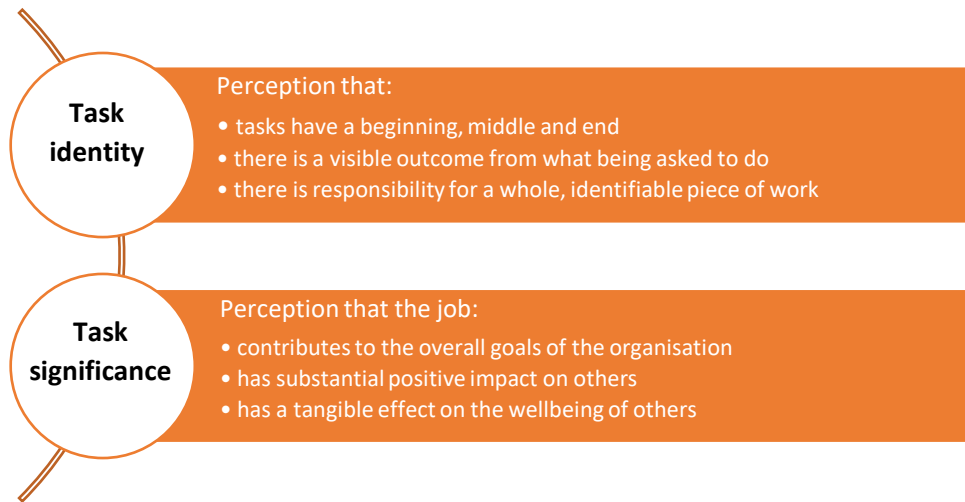 Task
identity
Perception that:
• tasks have a beginning, middle and end
• there is a visible outcome from what being asked to do
• there is responsibility for a whole, identifiable piece of work
Task
significance
Perception that the job:
• contributes to the overall goals of the organisation
• has substantial positive impact on others
• has a tangible effect on the wellbeing of others